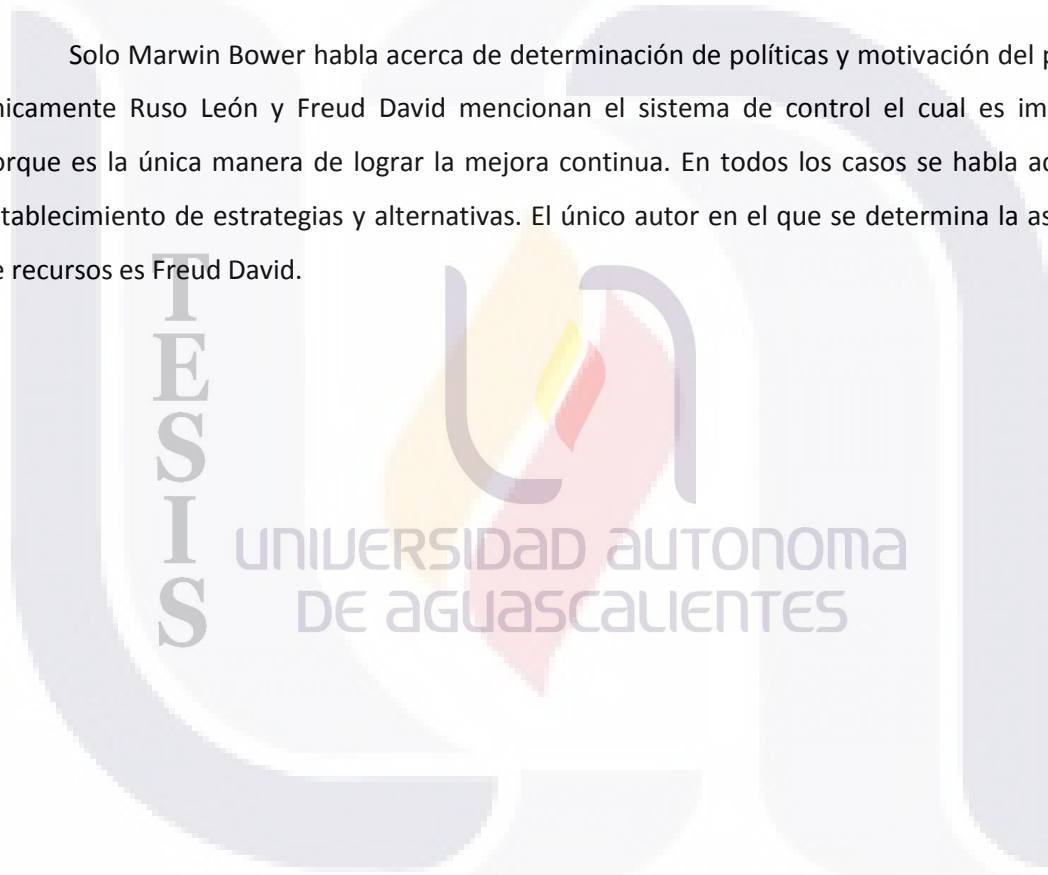 Solo Marwin Bower habla acerca de determinación de políticas y motivación del
nicamente Ruso León y Freud David mencionan el sistema de control el cual es
orque es la única manera de lograr la mejora continua. En todos los casos se habla
tablecimiento de estrategias y alternativas. El único autor en el que se determina la
e recursos es Freud David.
TESIS
UNIVERSIDAD AUTONOMA
DE AGUASCALIENTES